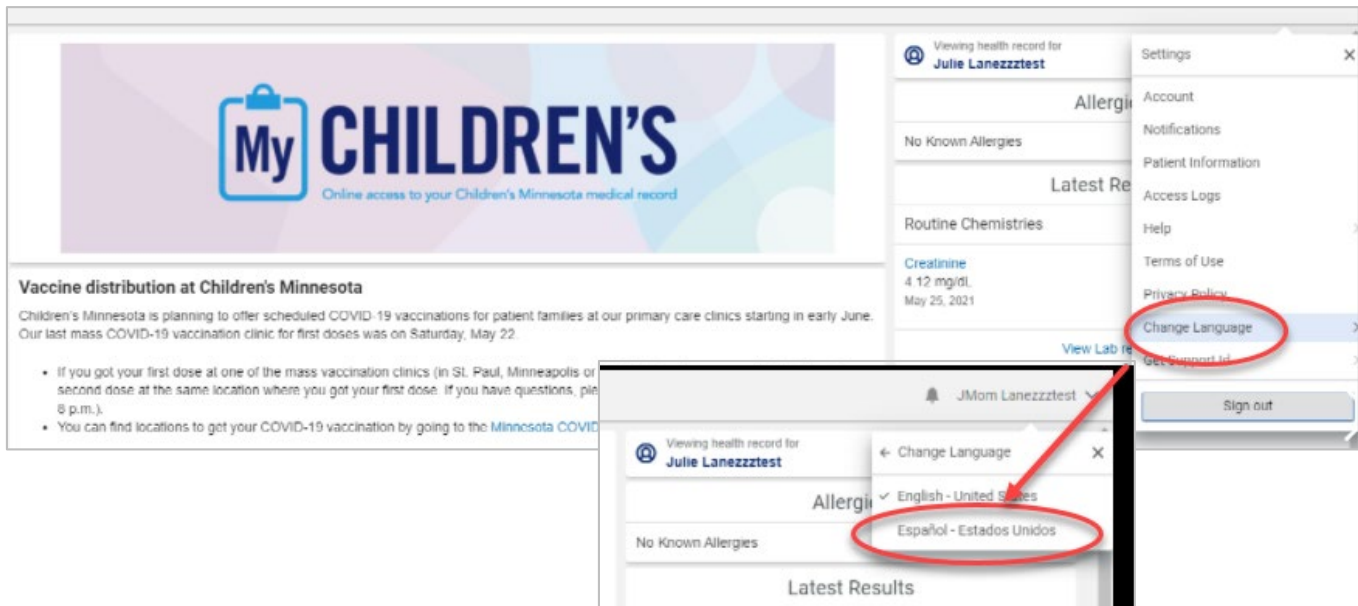 My CHILDREN'S
Online access to your Children's Minnesota medical record
Vaccine distribution at Children's Minnesota
Children's Minnesota is planning to offer scheduled COVID-19 vaccinations for patient families at our primary care clinics starting in early June.
Our last mass COVID-19 vaccination clinic for first doses was on Saturday, May 22.
• If you got your first dose at one of the mass vaccination clinics (in St. Paul, Minneapolis or
second dose at the same location where you got your first dose. If you have questions, ple
8 p.m.).
• You can find locations to get your COVID-19 vaccination by going to the Minnesota COVID
Viewing health record for
Julie Lanezzztest
Allergi
No Known Allergies
Latest Re
Routine Chemistries
Creatinine
4.12 mg/dL
May 25, 2021
View Lab re
Settings
Account
Notifications
Patient Information
Access Logs
Help
Terms of Use
Privacy Policy
Change Language
Get Support Id
Sign out
JMom Lanezzztest
Viewing health record for
Julie Lanezzztest
Allergi
No Known Allergies
Latest Results
← Change Language
✓ English - United States
Español - Estados Unidos